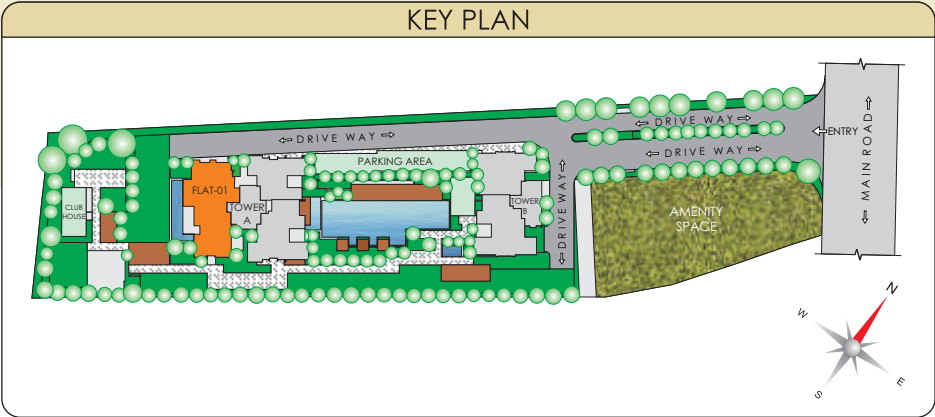 KEY PLAN
DRIVE WAY
ENTRY
DRIVE WAY
DRIVE WAY
MAIN ROAD
PARKING AREA
FLAT-01
CLUB
HOUSE
TOWER
A
TOWER
B
DRIVE WAY
AMENITY
SPACE
N
W
E
S